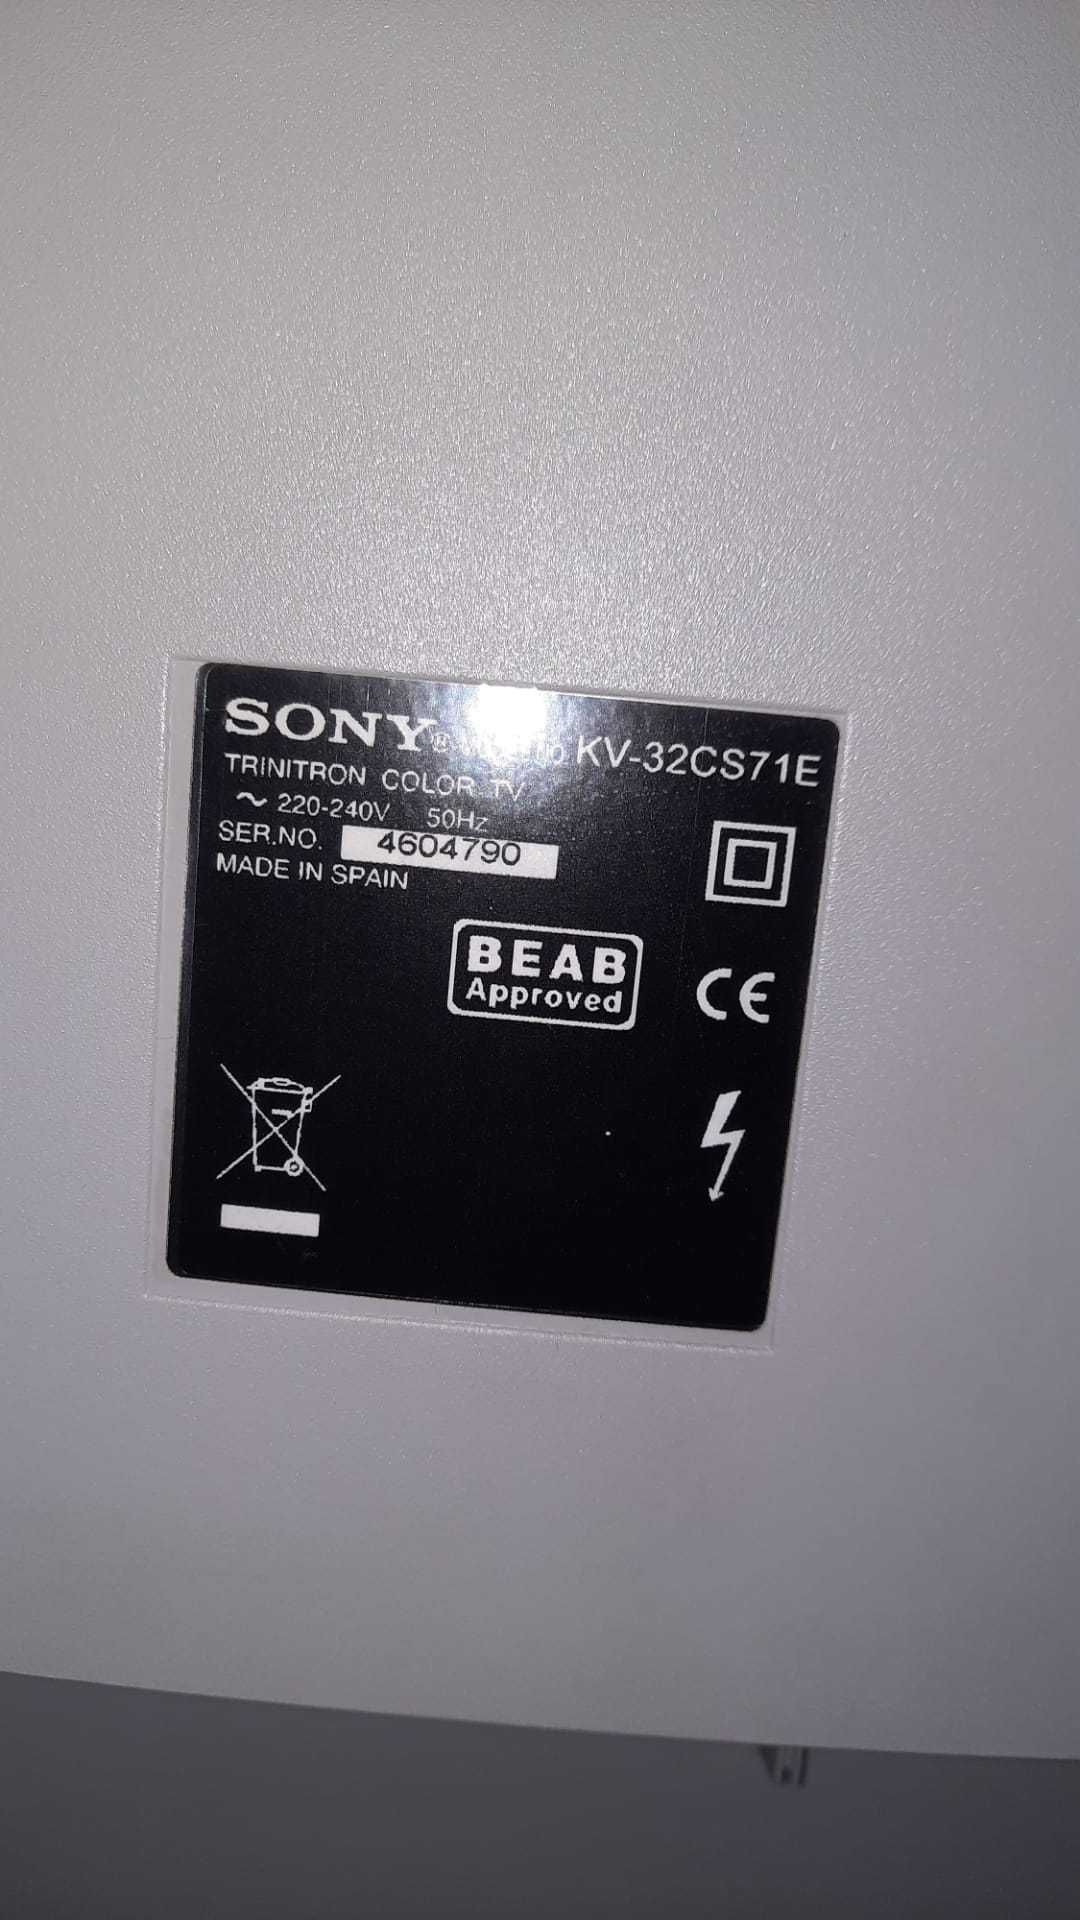 SONY® KV-32CS71E
TRINITRON COLOR TV
~ 220-240V 50Hz
SER.NO. 4604790
MADE IN SPAIN
BEAB
Approved
CE